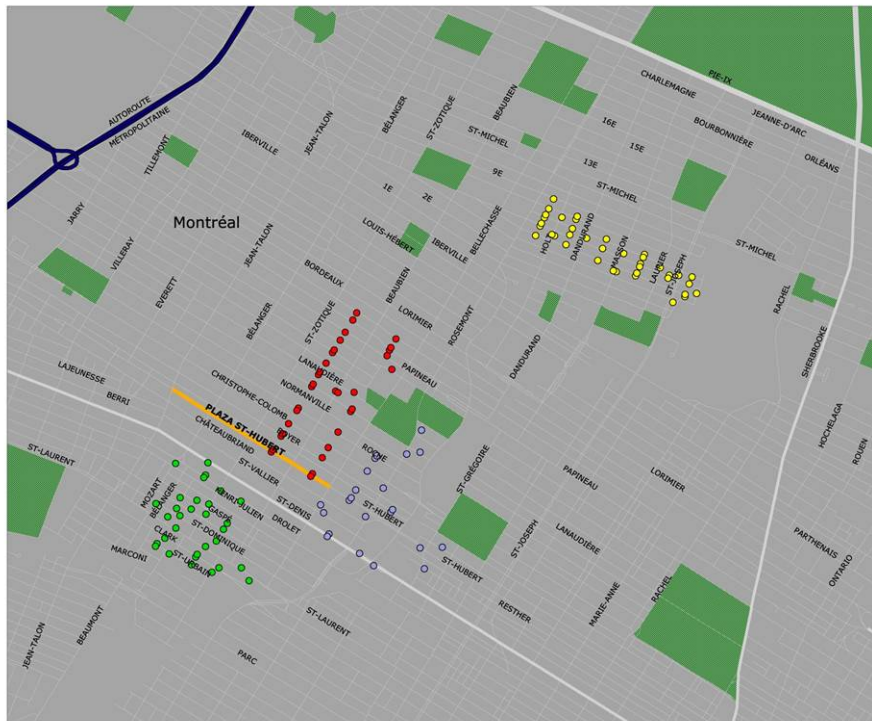 PIE-IX
CHARLEMAGNE
JEANNE-D'ARC
BOURBONNIÈRE
ORLÉANS
AUTOROUTE
MÉTROPOLITAINE
TILLEMONT
IBERVILLE
JEAN-TALON
BÉLANGER
ST-ZOTIQUE
BEAUBIEN
ST-MICHEL
16E
15E
13E
9E
1E
2E
ST-MICHEL
JARRY
Montréal
VILLERAY
JEAN-TALON
LOUIS-HÉBERT
IBERVILLE
BELLECHASSE
HOLT
DANDURAND
MASSON
LAURIER
ST-JOSEPH
ST-MICHEL
EVERETT
BORDEAUX
BEAUBIEN
RACHEL
BÉLANGER
ST-ZOTIQUE
LORIMIER
ROSEMONT
DANDURAND
SHERBROOKE
LAJEUNESSE
BERRI
CHRISTOPHE-COLOMB
LANAUDIÈRE
NORMANVILLE
PAPINEAU
PLAZA ST-HUBERT
CHÂTEAUBRIAND
BOYER
ROCHE
ST-LAURENT
ST-VALLIER
ST-GRÉGOIRE
HOCHELAGA
ROUEN
MOZART
BÉLANGER
HENRI-JULIEN
GASPÉ
ST-DENIS
DROLET
ST-HUBERT
PAPINEAU
LORIMIER
CLARK
ST-DOMINIQUE
MARCONI
ST-URBAIN
ST-JOSEPH
LANAUDIÈRE
ST-HUBERT
PARTHENAIS
ONTARIO
JEAN-TALON
BEAUMONT
ST-LAURENT
RESTHER
MARIE-ANNE
RACHEL
PARC